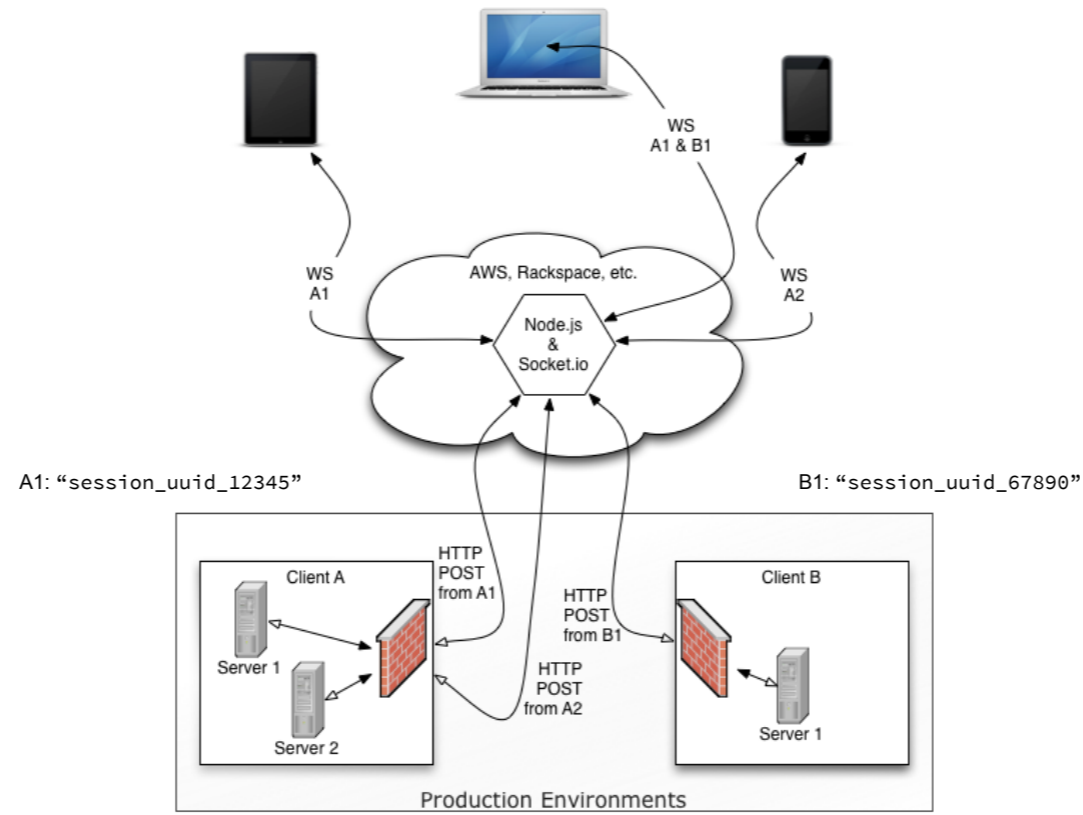 WS
A1 & B1
WS
A1
AWS, Rackspace, etc.
WS
A2
Node.js
&
Socket.io
A1: “session_uuid_12345”
B1: “session_uuid_67890”
HTTP
POST
from A1
Client A
Server 1
Server 2
HTTP
POST
from A2
HTTP
POST
from B1
Client B
Server 1
Production Environments